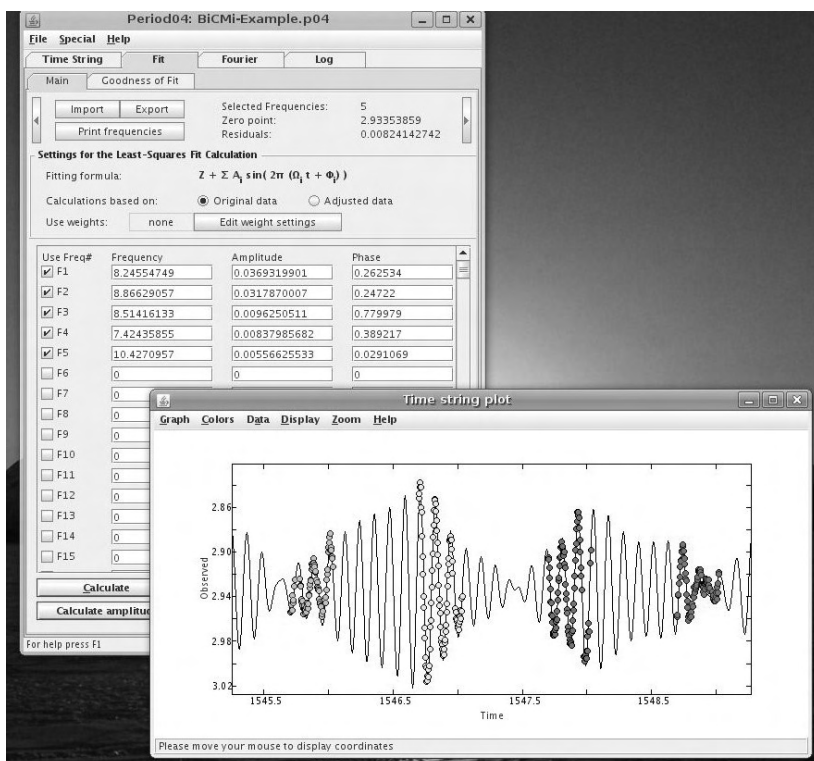 Period04: BiCMi-Example.p04
File Special Help
Time String Fit Fourier Log
Main Goodness of Fit
Import Export
Print frequencies
Selected Frequencies: 5
Zero point: 2.93353859
Residuals: 0.00824142742
Settings for the Least-Squares Fit Calculation
Fitting formula: Z + Σ Ai sin( 2π (Ωi t + Φi) )
Calculations based on: Original data Adjusted data
Use weights: none Edit weight settings
Use Freq# Frequency Amplitude Phase
F1 8.24554749 0.0369319901 0.262534
F2 8.86629057 0.0317870007 0.24722
F3 8.51416133 0.0096250511 0.779979
F4 7.42435855 0.00837985682 0.389217
F5 10.4270957 0.00556625533 0.0291069
F6 0 0 0
F7 0
F8 0
F9 0
F10 0
F11 0
F12 0
F13 0
F14 0
F15 0
Calculate
Calculate amplitud
For help press F1
Time string plot
Graph Colors Data Display Zoom Help
Observed
2.86
2.90
2.94
2.98
3.02
1545.5 1546.5 1547.5 1548.5
Time
Please move your mouse to display coordinates